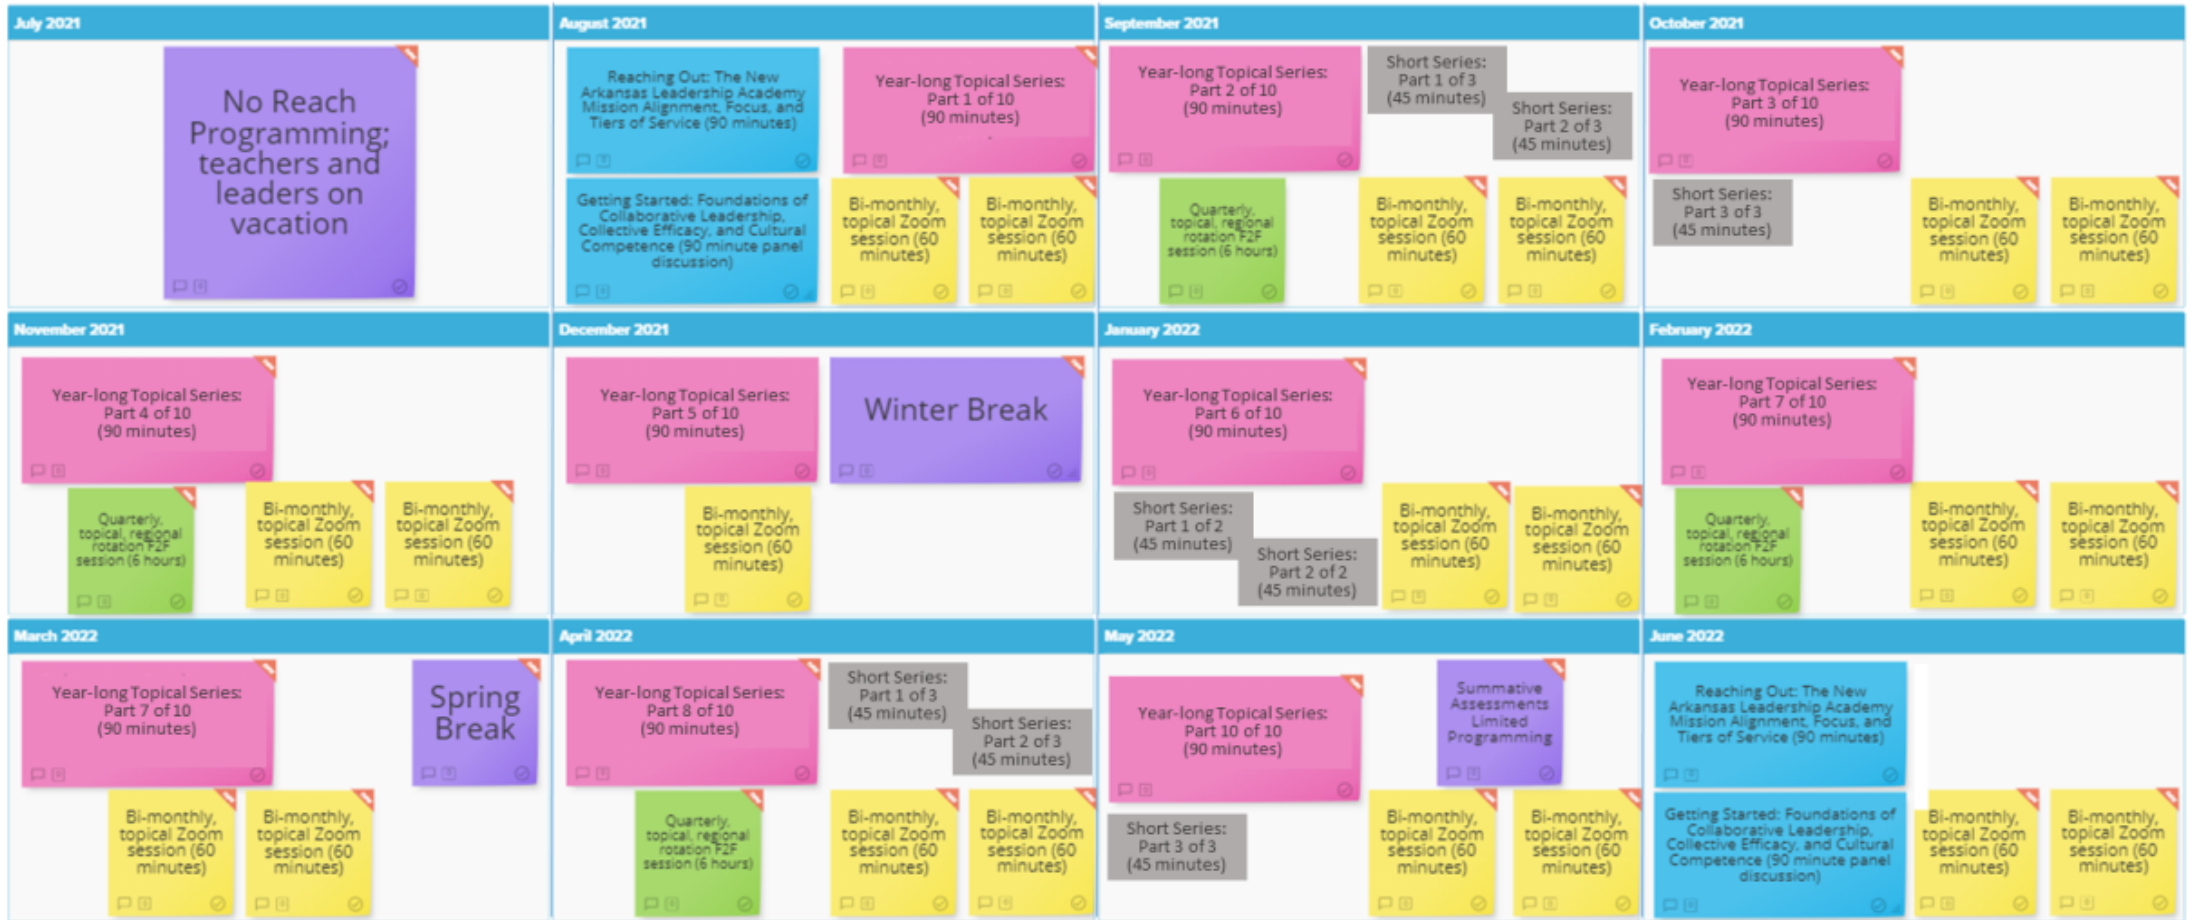 July 2021
No Reach
Programming;
teachers and
leaders on
vacation
August 2021
Reaching Out: The New
Arkansas Leadership Academy
Mission Alignment, Focus, and
Tiers of Service (90 minutes)
Year-long Topical Series:
Part 1 of 10
(90 minutes)
Getting Started: Foundations of
Collaborative Leadership,
Collective Efficacy, and Cultural
Competence (90 minute panel
discussion)
Bi-monthly,
topical Zoom
session (60
minutes)
Bi-monthly,
topical Zoom
session (60
minutes)
September 2021
Year-long Topical Series:
Part 2 of 10
(90 minutes)
Short Series:
Part 1 of 3
(45 minutes)
Short Series:
Part 2 of 3
(45 minutes)
Quarterly,
topical, regional
rotation F2F
session (6 hours)
Bi-monthly,
topical Zoom
session (60
minutes)
Bi-monthly,
topical Zoom
session (60
minutes)
October 2021
Year-long Topical Series:
Part 3 of 10
(90 minutes)
Short Series:
Part 3 of 3
(45 minutes)
Bi-monthly,
topical Zoom
session (60
minutes)
Bi-monthly,
topical Zoom
session (60
minutes)
November 2021
Year-long Topical Series:
Part 4 of 10
(90 minutes)
Quarterly,
topical, regional
rotation F2F
session (6 hours)
Bi-monthly,
topical Zoom
session (60
minutes)
Bi-monthly,
topical Zoom
session (60
minutes)
December 2021
Year-long Topical Series:
Part 5 of 10
(90 minutes)
Winter Break
Bi-monthly,
topical Zoom
session (60
minutes)
January 2022
Year-long Topical Series:
Part 6 of 10
(90 minutes)
Short Series:
Part 1 of 2
(45 minutes)
Short Series:
Part 2 of 2
(45 minutes)
Bi-monthly,
topical Zoom
session (60
minutes)
Bi-monthly,
topical Zoom
session (60
minutes)
February 2022
Year-long Topical Series:
Part 7 of 10
(90 minutes)
Quarterly,
topical, regional
rotation F2F
session (6 hours)
Bi-monthly,
topical Zoom
session (60
minutes)
Bi-monthly,
topical Zoom
session (60
minutes)
March 2022
Year-long Topical Series:
Part 7 of 10
(90 minutes)
Spring
Break
Bi-monthly,
topical Zoom
session (60
minutes)
Bi-monthly,
topical Zoom
session (60
minutes)
April 2022
Year-long Topical Series:
Part 8 of 10
(90 minutes)
Short Series:
Part 1 of 3
(45 minutes)
Short Series:
Part 2 of 3
(45 minutes)
Quarterly,
topical, regional
rotation F2F
session (6 hours)
Bi-monthly,
topical Zoom
session (60
minutes)
Bi-monthly,
topical Zoom
session (60
minutes)
May 2022
Year-long Topical Series:
Part 10 of 10
(90 minutes)
Summative
Assessments
Limited
Programming
Short Series:
Part 3 of 3
(45 minutes)
Bi-monthly,
topical Zoom
session (60
minutes)
Bi-monthly,
topical Zoom
session (60
minutes)
June 2022
Reaching Out: The New
Arkansas Leadership Academy
Mission Alignment, Focus, and
Tiers of Service (90 minutes)
Getting Started: Foundations of
Collaborative Leadership,
Collective Efficacy, and Cultural
Competence (90 minute panel
discussion)
Bi-monthly,
topical Zoom
session (60
minutes)
Bi-monthly,
topical Zoom
session (60
minutes)